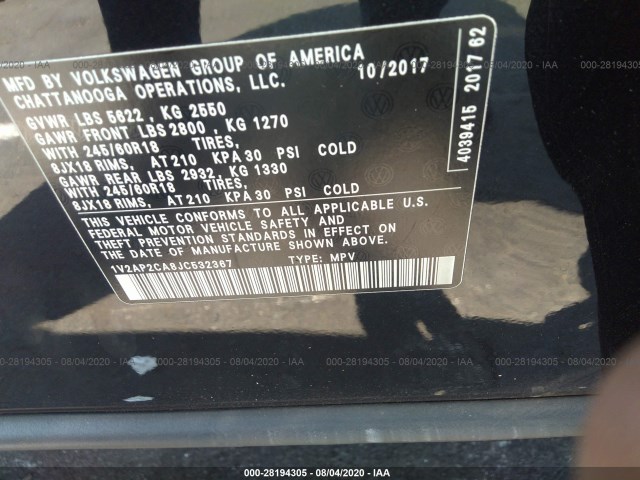 MFD BY VOLKSWAGEN GROUP OF AMERICA
CHATTANOOGA OPERATIONS, LLC. 10/2017
GVWR LBS 5622 , KG 2550
GAWR FRONT LBS 2800 , KG 1270
WITH 245/60R18 TIRES,
8JX18 RIMS, AT 210 KPA 30 PSI COLD
GAWR REAR LBS 2932, KG 1330
WITH 245/60R18 TIRES,
8JX18 RIMS, AT 210 KPA 30 PSI COLD
THIS VEHICLE CONFORMS TO ALL APPLICABLE U.S.
FEDERAL MOTOR VEHICLE SAFETY AND
THEFT PREVENTION STANDARDS IN EFFECT ON
THE DATE OF MANUFACTURE SHOWN ABOVE.
1V2AP2CA8JC532367 TYPE: MPV
4039415 2017 62
000-28194305 - 08/04/2020 - IAA